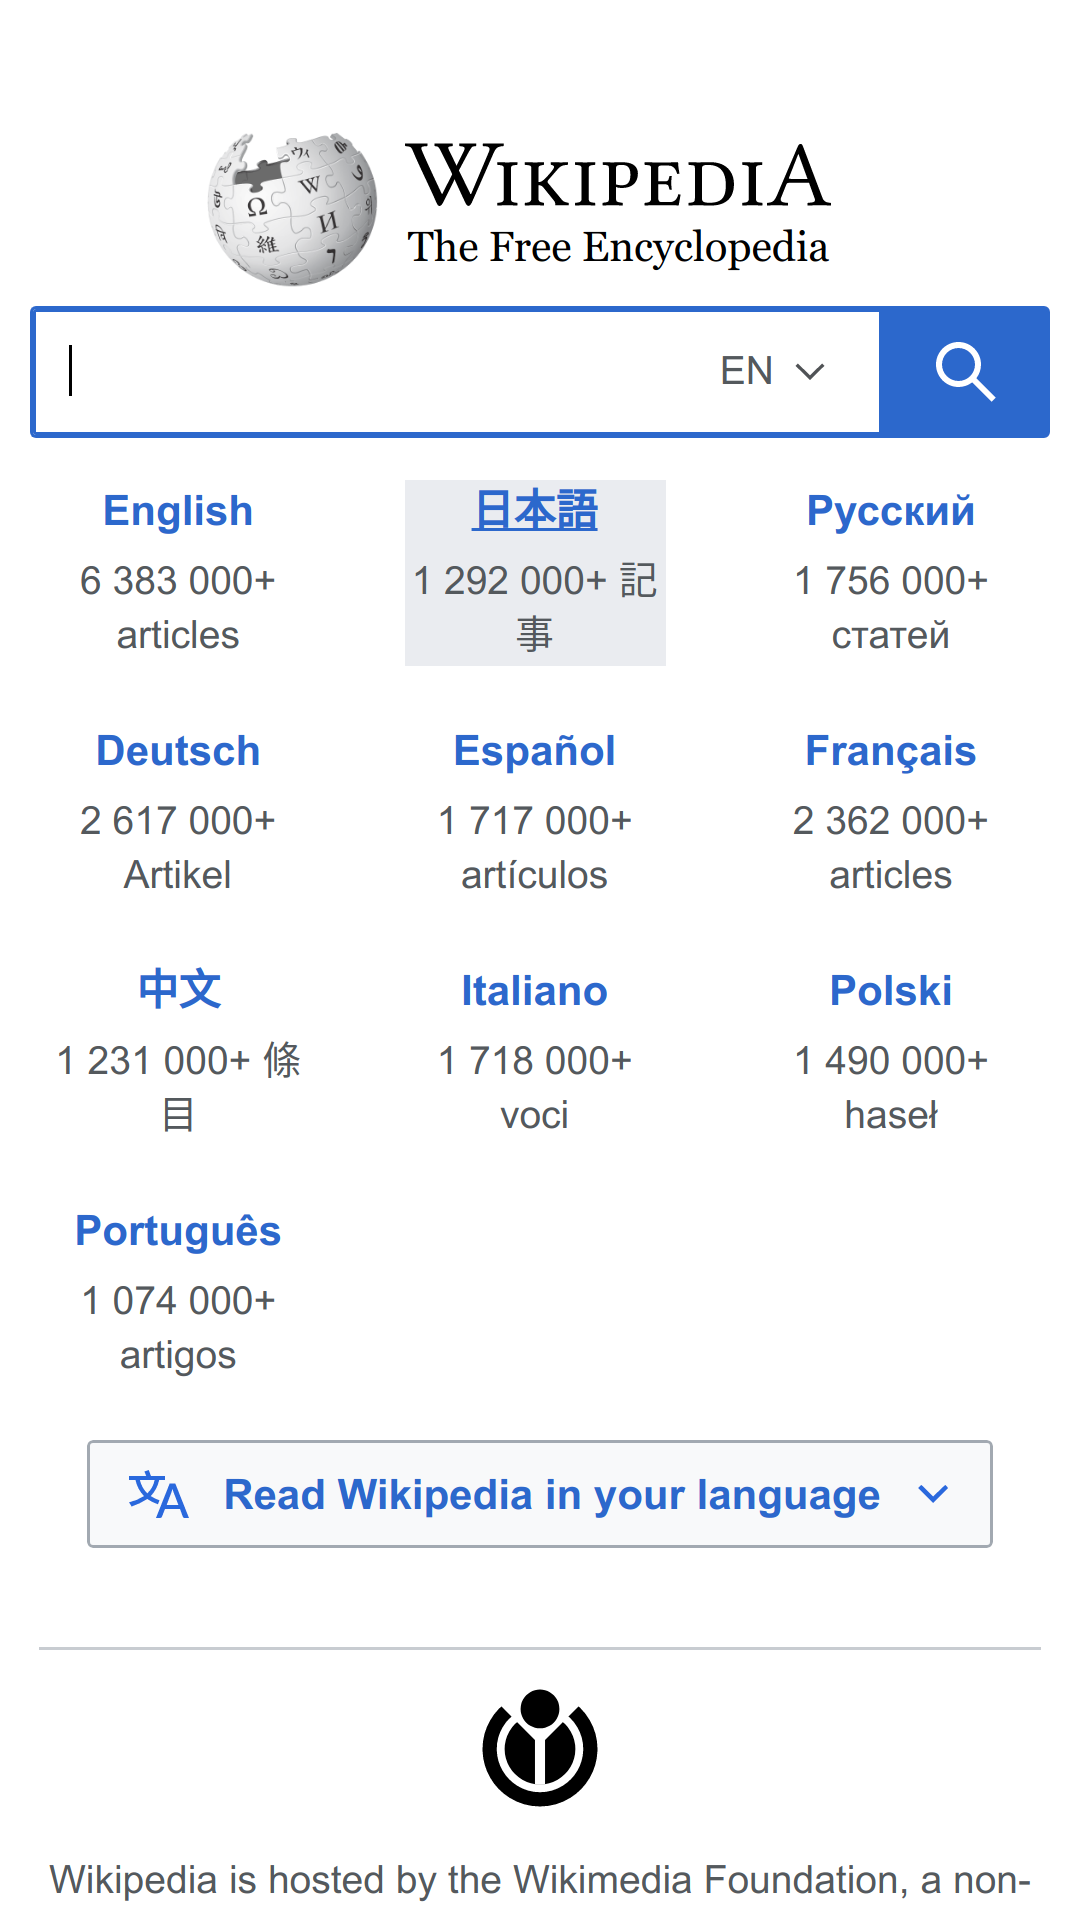 WIKIPEDIA
The Free Encyclopedia
EN
English
6 383 000+
articles
日本語
1 292 000+ 記
事
Русский
1 756 000+
статей
Deutsch
2 617 000+
Artikel
Español
1 717 000+
artículos
Français
2 362 000+
articles
中文
1 231 000+ 條
目
Italiano
1 718 000+
voci
Polski
1 490 000+
haseł
Português
1 074 000+
artigos
Read Wikipedia in your language
Wikipedia is hosted by the Wikimedia Foundation, a non-